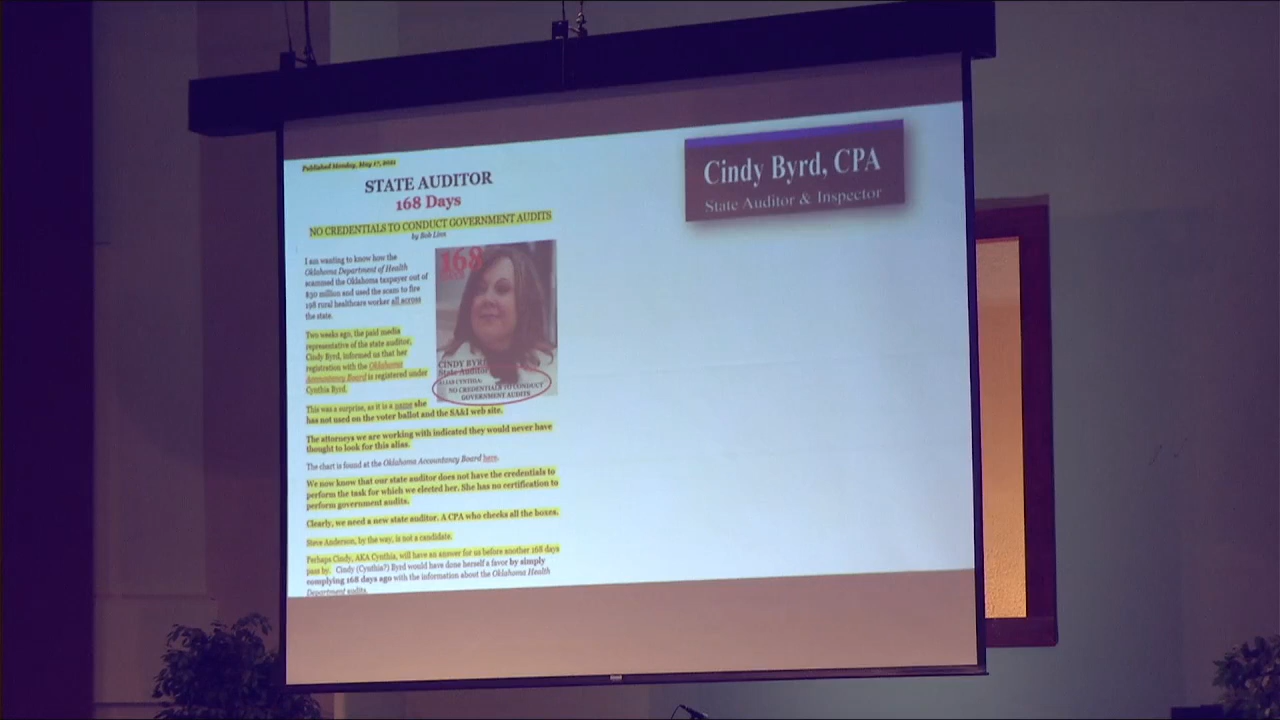 Published Monday, May 17, 2021
STATE AUDITOR
168 Days
NO CREDENTIALS TO CONDUCT GOVERNMENT AUDITS
by Bob Linn
I am wanting to know how the
Oklahoma Department of Health
scammed the Oklahoma taxpayer out of
$30 million and used the scam to fire
198 rural healthcare worker all across
the state.
168
Two weeks ago, the paid media
representative of the state auditor,
Cindy Byrd, informed us that her
registration with the Oklahoma
Accountancy Board is registered under
Cynthia Byrd.
CINDY BYRD
State Auditor
CYNTHIA:
NO CREDENTIALS TO CONDUCT
GOVERNMENT AUDITS
This was a surprise, as it is a name she
has not used on the voter ballot and the SA&I web site.
The attorneys we are working with indicated they would never have
thought to look for this alias.
The chart is found at the Oklahoma Accountancy Board here.
We now know that our state auditor does not have the credentials to
perform the task for which we elected her. She has no certification to
perform government audits.
Clearly, we need a new state auditor. A CPA who checks all the boxes.
Steve Anderson, by the way, is not a candidate.
Perhaps Cindy, AKA Cynthia, will have an answer for us before another 168 days
pass by. Cindy (Cynthia?) Byrd would have done herself a favor by simply
complying 168 days ago with the information about the Oklahoma Health
Department audits.
Cindy Byrd, CPA
State Auditor & Inspector